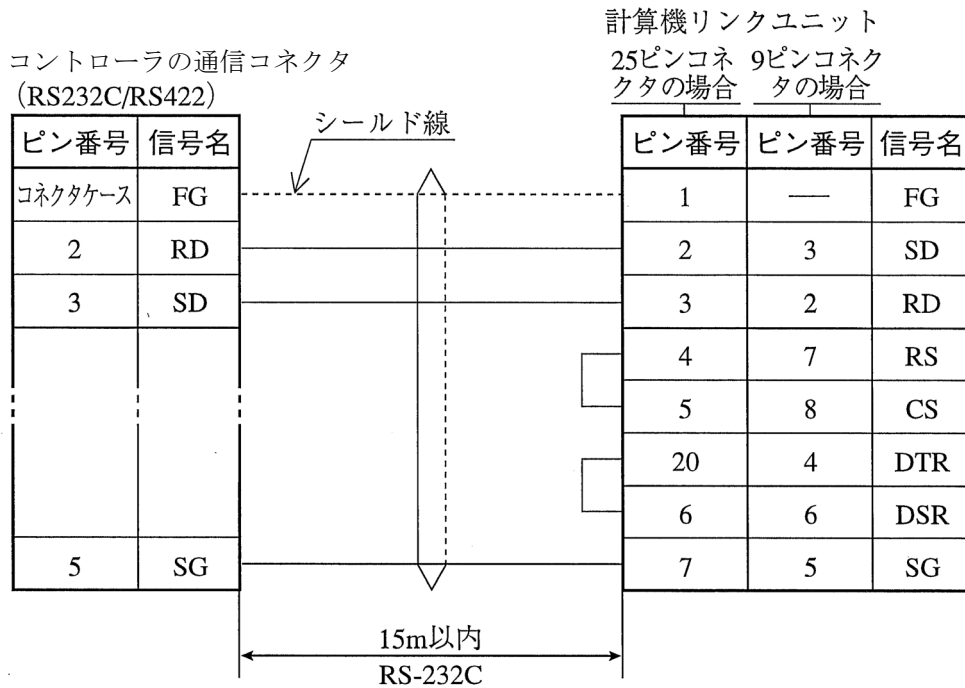 計算機リンクユニット
コントローラの通信コネクタ
(RS232C/RS422)
25ピンコネ
クタの場合
9ピンコネク
タの場合
シールド線
ピン番号 信号名
コネクタケース FG
2 RD
3 SD
5 SG
ピン番号 ピン番号 信号名
1 — FG
2 3 SD
3 2 RD
4 7 RS
5 8 CS
20 4 DTR
6 6 DSR
7 5 SG
15m以内
RS-232C